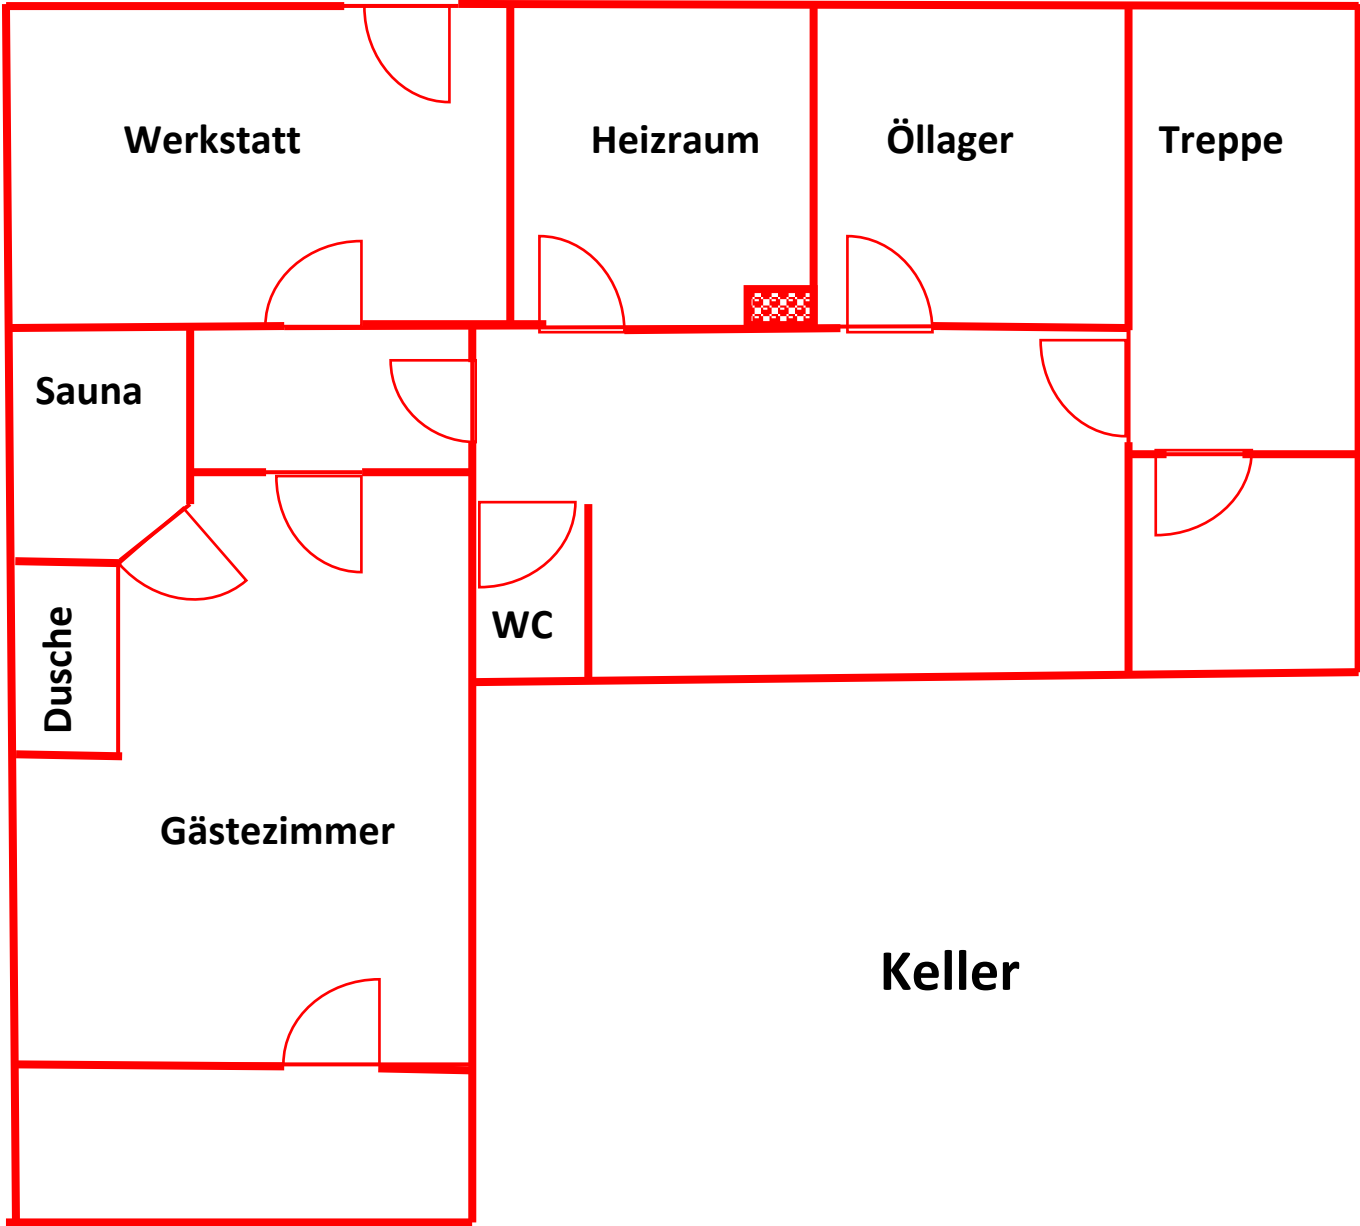 Werkstatt
Heizraum
Öllager
Treppe
Sauna
Dusche
WC
Gästezimmer
Keller